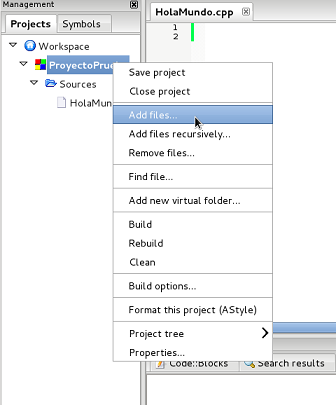 Management
Projects
Symbols
Workspace
Sources
HolaMundo.cpp
1
2
Save project
Close project
Add files...
Add files recursively...
Remove files...
Find file...
Add new virtual folder...
Build
Rebuild
Clean
Build options...
Format this project (AStyle)
Project tree
Properties...
Code::Blocks
Search results